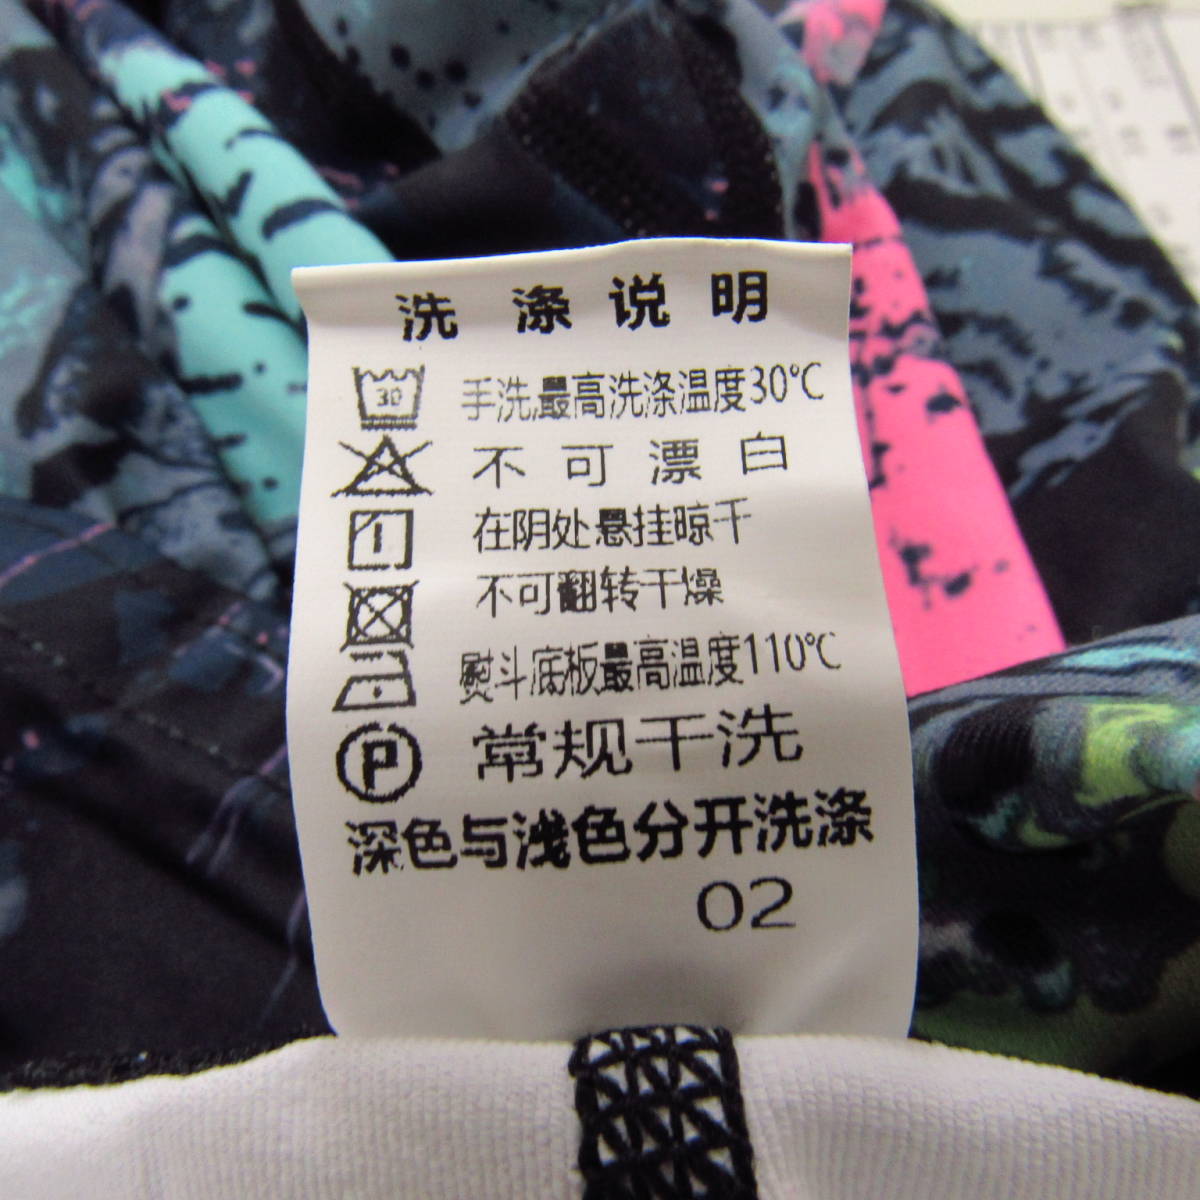 洗涤说明
30
手洗最高洗涤温度30℃
不可漂白
在阴处悬挂晾干
不可翻转干燥
熨斗底板最高温度110℃
P
常规干洗
深色与浅色分开洗涤
02